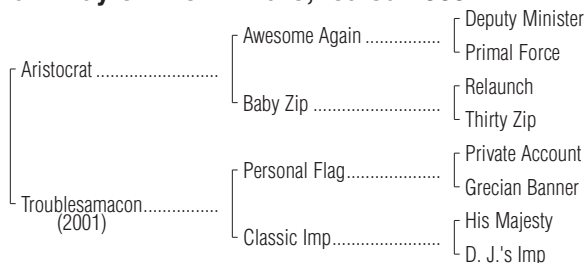 Deputy Minister
Awesome Again
Primal Force
Aristocrat
Relaunch
Baby Zip
Thirty Zip
Private Account
Personal Flag
Grecian Banner
Troublesamacon
(2001)
His Majesty
Classic Imp
D. J.'s Imp